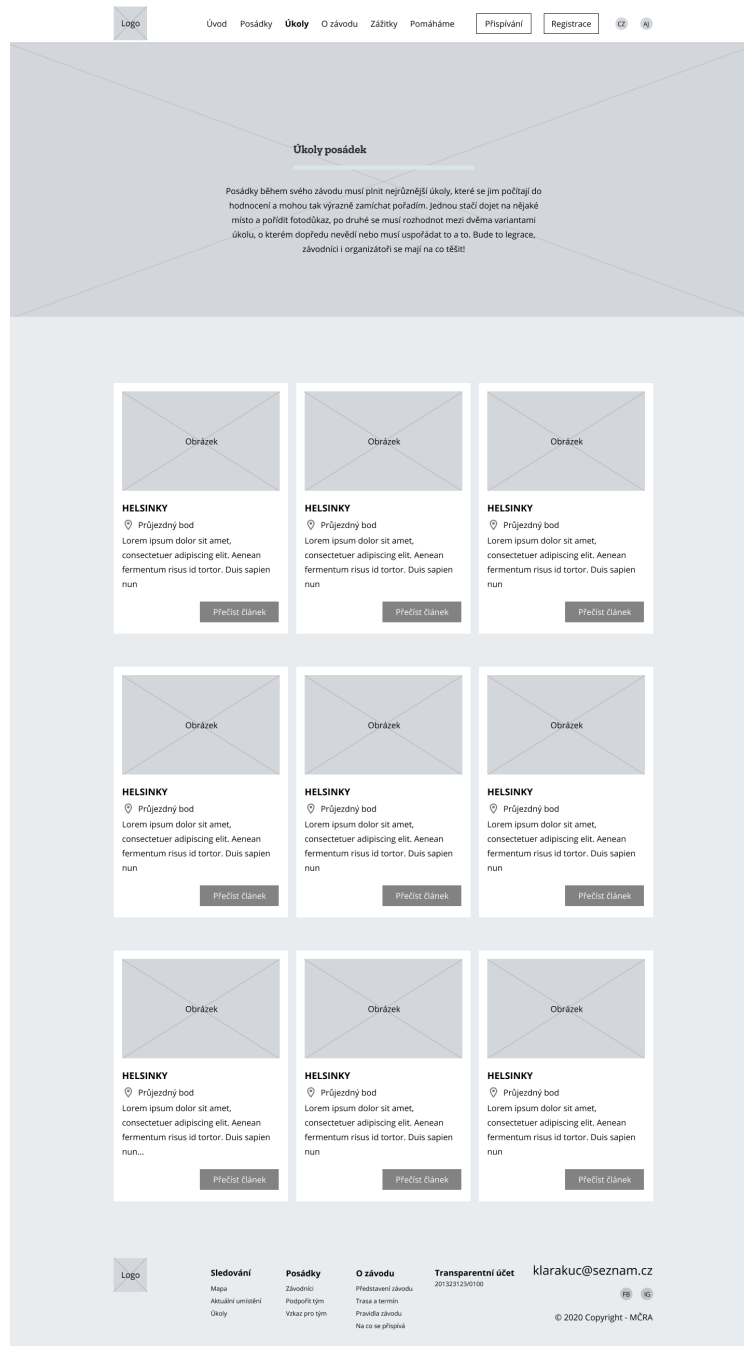 Logo
Úvod Posádky Úkoly O závodu Zážitky Pomáháme Přispívání Registrace CZ AJ
Úkoly posádek
Posádky během svého závodu musí plnit nejrůznější úkoly, které se jim počítají do
hodnocení a mohou tak výrazně zamíchat pořadím. Jednou stačí dojet na nějaké
místo a pořídit fotodůkaz, po druhé se musí rozhodnot mezi dvěma variantami
úkolu, o kterém dopředu nevědí nebo musí uspořádat to a to. Bude to legrace,
závodníci i organizátoři se mají na co těšit!
Obrázek
HELSINKY
Průjezdný bod
Lorem ipsum dolor sit amet,
consectetuer adipiscing elit. Aenean
fermentum risus id tortor. Duis sapien
nun
Přečíst článek
Obrázek
HELSINKY
Průjezdný bod
Lorem ipsum dolor sit amet,
consectetuer adipiscing elit. Aenean
fermentum risus id tortor. Duis sapien
nun
Přečíst článek
Obrázek
HELSINKY
Průjezdný bod
Lorem ipsum dolor sit amet,
consectetuer adipiscing elit. Aenean
fermentum risus id tortor. Duis sapien
nun
Přečíst článek
Obrázek
HELSINKY
Průjezdný bod
Lorem ipsum dolor sit amet,
consectetuer adipiscing elit. Aenean
fermentum risus id tortor. Duis sapien
nun
Přečíst článek
Obrázek
HELSINKY
Průjezdný bod
Lorem ipsum dolor sit amet,
consectetuer adipiscing elit. Aenean
fermentum risus id tortor. Duis sapien
nun
Přečíst článek
Obrázek
HELSINKY
Průjezdný bod
Lorem ipsum dolor sit amet,
consectetuer adipiscing elit. Aenean
fermentum risus id tortor. Duis sapien
nun
Přečíst článek
Obrázek
HELSINKY
Průjezdný bod
Lorem ipsum dolor sit amet,
consectetuer adipiscing elit. Aenean
fermentum risus id tortor. Duis sapien
nun...
Přečíst článek
Obrázek
HELSINKY
Průjezdný bod
Lorem ipsum dolor sit amet,
consectetuer adipiscing elit. Aenean
fermentum risus id tortor. Duis sapien
nun
Přečíst článek
Obrázek
HELSINKY
Průjezdný bod
Lorem ipsum dolor sit amet,
consectetuer adipiscing elit. Aenean
fermentum risus id tortor. Duis sapien
nun
Přečíst článek
Logo
Sledování
Mapa
Aktuální umístění
Úkoly
Posádky
Závodníci
Podpořit tým
Vzkaz pro tým
O závodu
Představení závodu
Trasa a termín
Pravidla závodu
Na co se přispívá
Transparentní účet
201323123/0100
klarakuc@seznam.cz
FB IG
© 2020 Copyright - MČRA